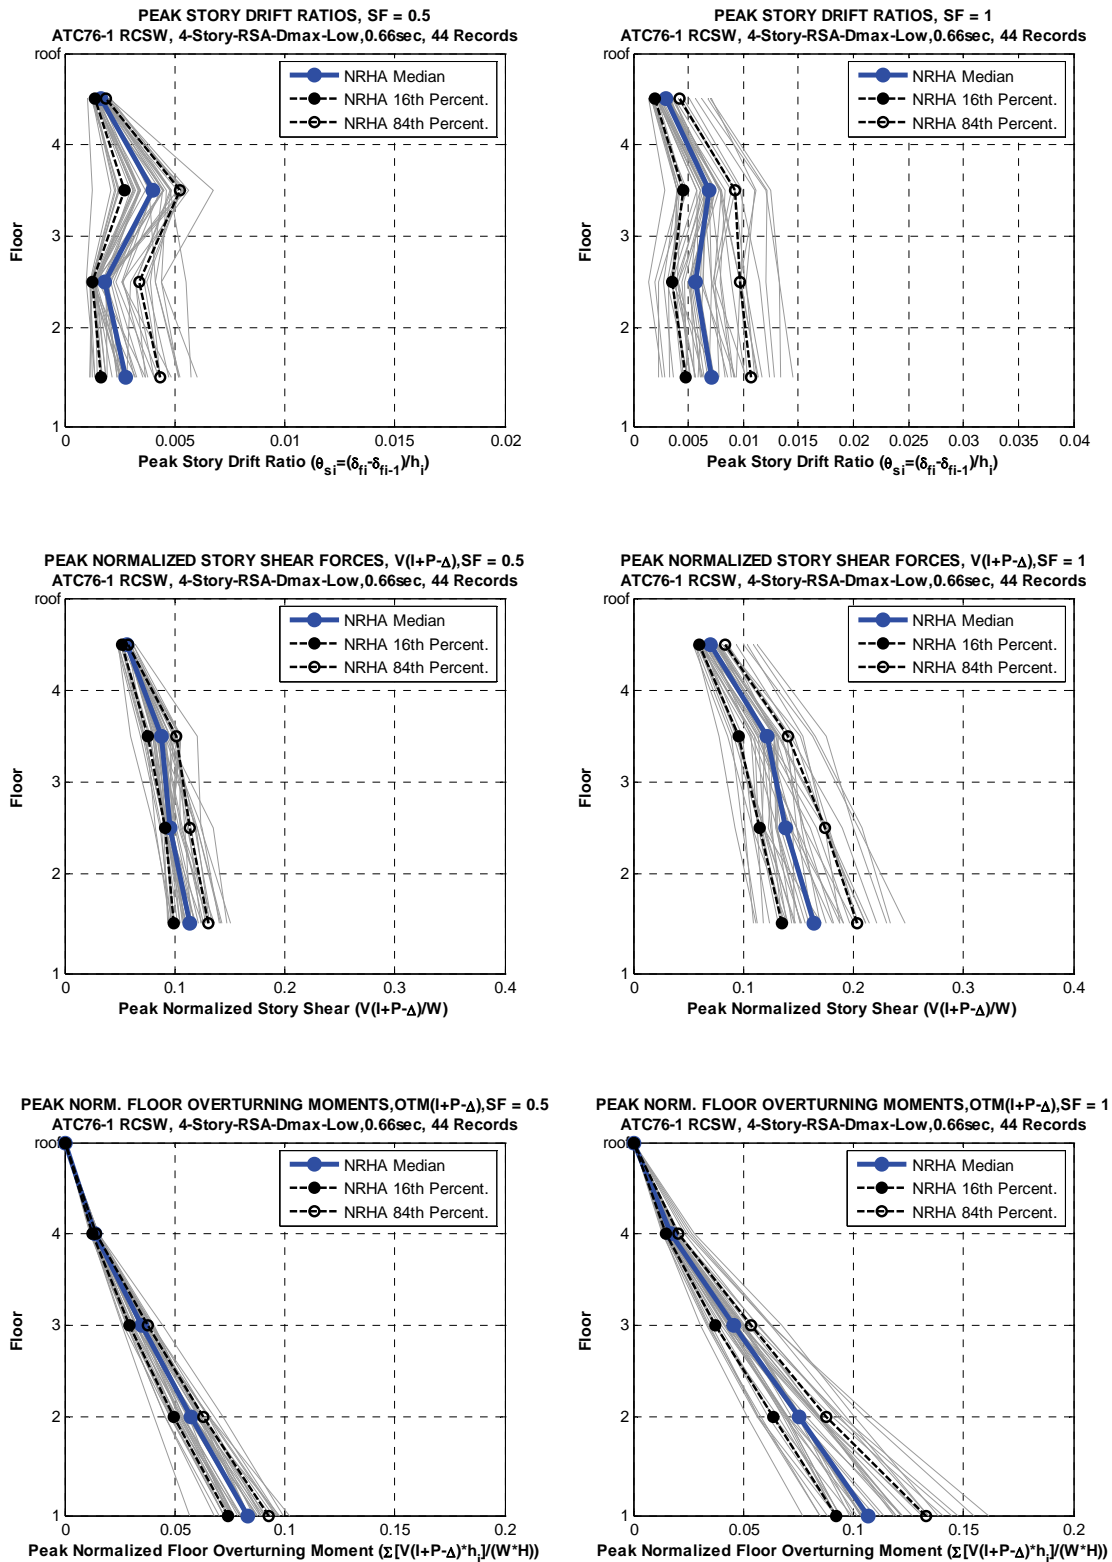 PEAK STORY DRIFT RATIOS, SF = 0.5
ATC76-1 RCSW, 4-Story-RSA-Dmax-Low,0.66sec, 44 Records
roof
4
3
2
1
Floor
NRHA Median
NRHA 16th Percent.
NRHA 84th Percent.
0 0.005 0.01 0.015 0.02
Peak Story Drift Ratio (θsi=(δfi-δfi-1)/hi)
PEAK STORY DRIFT RATIOS, SF = 1
ATC76-1 RCSW, 4-Story-RSA-Dmax-Low,0.66sec, 44 Records
roof
4
3
2
1
Floor
NRHA Median
NRHA 16th Percent.
NRHA 84th Percent.
0 0.005 0.01 0.015 0.02 0.025 0.03 0.035 0.04
Peak Story Drift Ratio (θsi=(δfi-δfi-1)/hi)
PEAK NORMALIZED STORY SHEAR FORCES, V(I+P-Δ),SF = 0.5
ATC76-1 RCSW, 4-Story-RSA-Dmax-Low,0.66sec, 44 Records
roof
4
3
2
1
Floor
NRHA Median
NRHA 16th Percent.
NRHA 84th Percent.
0 0.1 0.2 0.3 0.4
Peak Normalized Story Shear (V(I+P-Δ)/W)
PEAK NORMALIZED STORY SHEAR FORCES, V(I+P-Δ),SF = 1
ATC76-1 RCSW, 4-Story-RSA-Dmax-Low,0.66sec, 44 Records
roof
4
3
2
1
Floor
NRHA Median
NRHA 16th Percent.
NRHA 84th Percent.
0 0.1 0.2 0.3 0.4
Peak Normalized Story Shear (V(I+P-Δ)/W)
PEAK NORM. FLOOR OVERTURNING MOMENTS,OTM(I+P-Δ),SF = 0.5
ATC76-1 RCSW, 4-Story-RSA-Dmax-Low,0.66sec, 44 Records
roof
4
3
2
1
Floor
NRHA Median
NRHA 16th Percent.
NRHA 84th Percent.
0 0.05 0.1 0.15 0.2
Peak Normalized Floor Overturning Moment (Σ[V(I+P-Δ)*hi]/(W*H))
PEAK NORM. FLOOR OVERTURNING MOMENTS,OTM(I+P-Δ),SF = 1
ATC76-1 RCSW, 4-Story-RSA-Dmax-Low,0.66sec, 44 Records
roof
4
3
2
1
Floor
NRHA Median
NRHA 16th Percent.
NRHA 84th Percent.
0 0.05 0.1 0.15 0.2
Peak Normalized Floor Overturning Moment (Σ[V(I+P-Δ)*hi]/(W*H))